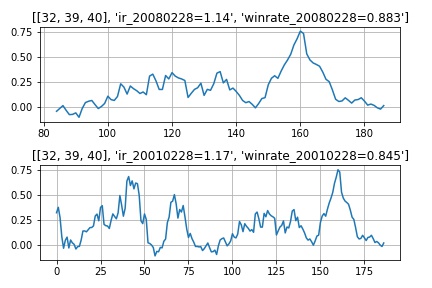 [[32, 39, 40], 'ir_20080228=1.14', 'winrate_20080228=0.883']
0.75
0.50
0.25
0.00
80 100 120 140 160 180
[[32, 39, 40], 'ir_20010228=1.17', 'winrate_20010228=0.845']
0.75
0.50
0.25
0.00
0 25 50 75 100 125 150 175